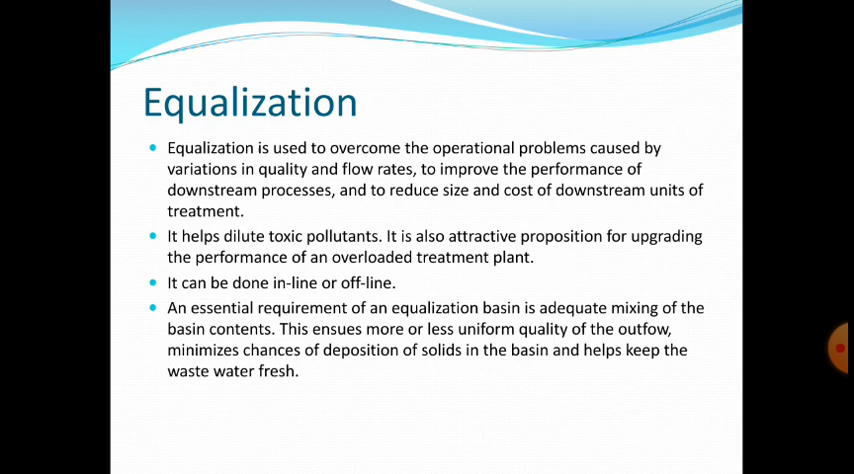 Equalization
Equalization is used to overcome the operational problems caused by
variations in quality and flow rates, to improve the performance of
downstream processes, and to reduce size and cost of downstream units of
treatment.
It helps dilute toxic pollutants. It is also attractive proposition for upgrading
the performance of an overloaded treatment plant.
It can be done in-line or off-line.
An essential requirement of an equalization basin is adequate mixing of the
basin contents. This ensues more or less uniform quality of the outfow,
minimizes chances of deposition of solids in the basin and helps keep the
waste water fresh.